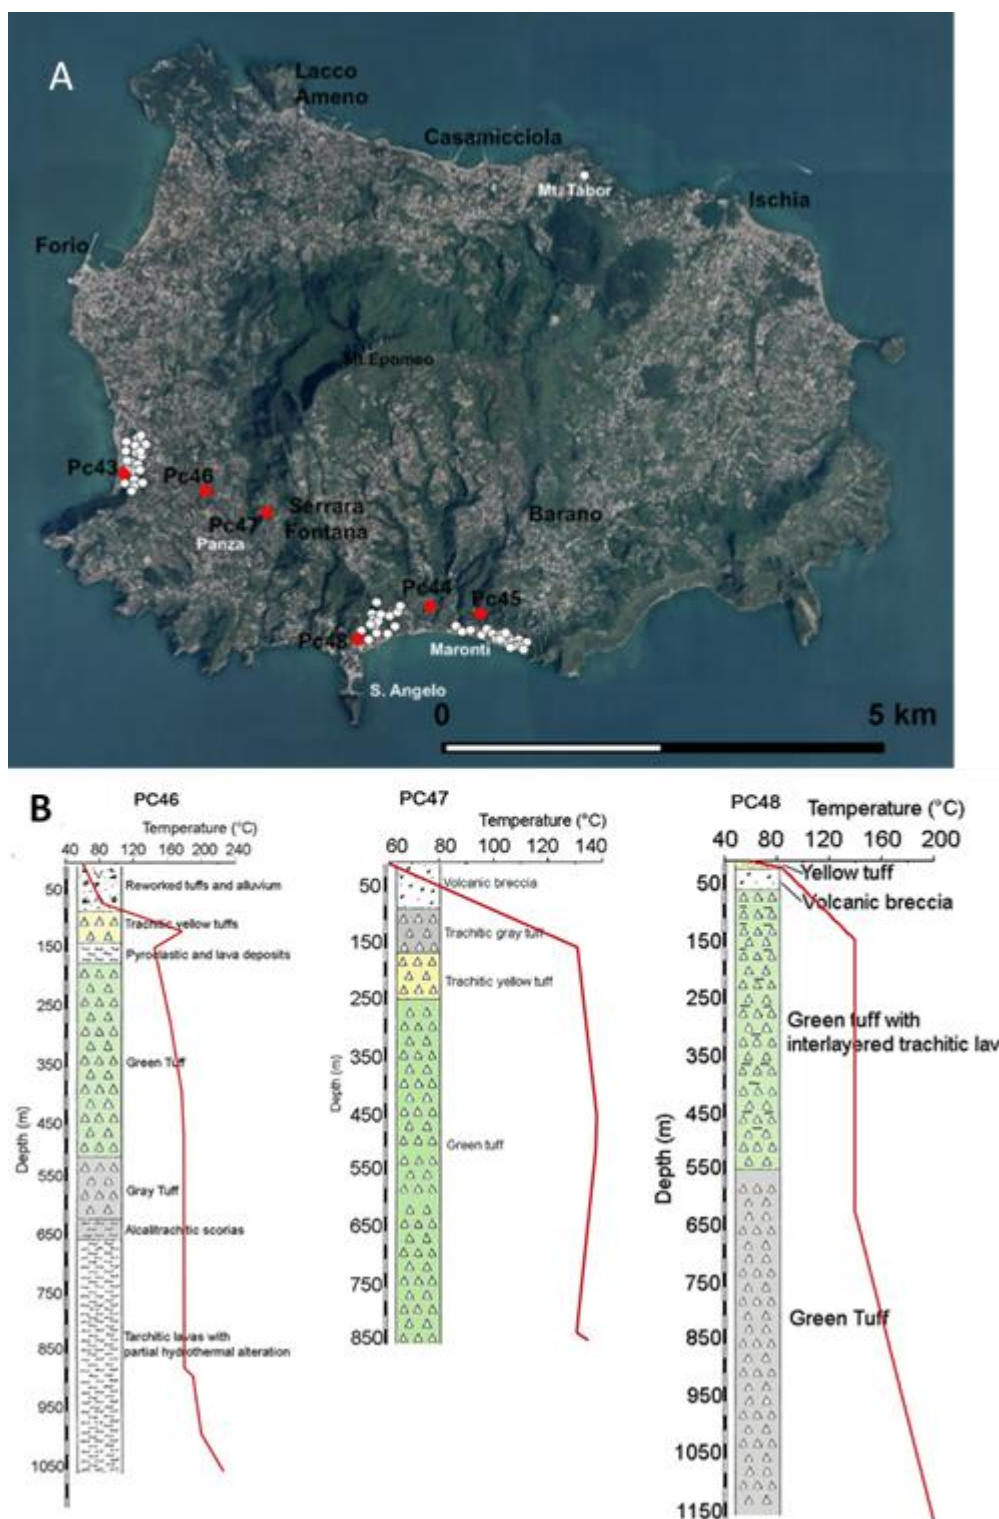 A
Lacco
Ameno
Casamicciola
Mt. Tabor
Ischia
Forio
Mt Epomeo
Pc43
Pc46
Pc47
Serrara
Fontana
Panza
Barano
Pc44
Pc45
Pc48
Maronti
S. Angelo
0
5 km
B
PC46
Temperature (°C)
40 80 120 160 200 240
50
150
250
350
450
550
650
750
850
950
1050
Depth (m)
Reworked tuffs and alluvium
Trachitic yellow tuffs
Pyroclastic and lava deposits
Green Tuff
Gray Tuff
Alcalitrachitic scorias
Tarchitic lavas with
partial hydrothermal alteration
PC47
Temperature (°C)
60 80 100 120 140
50
150
250
350
450
550
650
750
850
Depth (m)
Volcanic breccia
Trachitic gray tuff
Trachitic yellow tuff
Green tuff
PC48
Temperature (°C)
40 80 120 160 200
50
150
250
350
450
550
650
750
850
950
1050
1150
Depth (m)
Yellow tuff
Volcanic breccia
Green tuff with
interlayered trachitic lav
Green Tuff